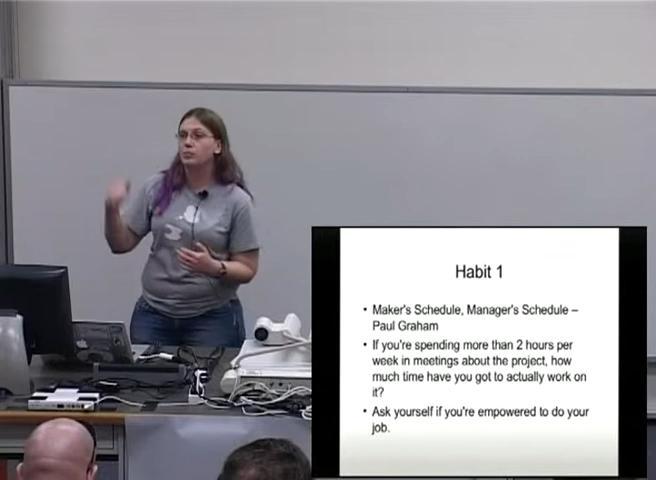 Habit 1
• Maker's Schedule, Manager's Schedule –
Paul Graham
• If you're spending more than 2 hours per
week in meetings about the project, how
much time have you got to actually work on
it?
• Ask yourself if you're empowered to do your
job.